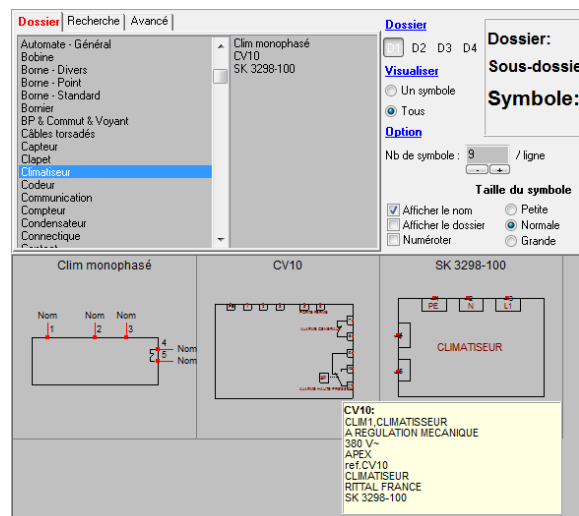 Dossier Recherche Avancé
Automate - Général
Bobine
Borne - Divers
Borne - Point
Borne - Standard
Bornier
BP & Commut & Voyant
Câbles torsadés
Capteur
Clapet
Climatiseur
Codeur
Communication
Compteur
Condensateur
Connectique
Clim monophasé
CV10
SK 3298-100
Dossier
D1 D2 D3 D4
Visualiser
Un symbole
Tous
Option
Nb de symbole : 9 / ligne
- +
Taille du symbole
Afficher le nom
Afficher le dossier
Numéroter
Petite
Normale
Grande
Dossier:
Sous-dossie
Symbole:
Clim monophasé
Nom Nom Nom
1 2 3
4 Nom
5 Nom
CV10
SK 3298-100
PE N L1
CLIMATISEUR
CV10:
CLIM1,CLIMATISSEUR
A REGULATION MECANIQUE
380 V~
APEX
ref.CV10
CLIMATISEUR
RITTAL FRANCE
SK 3298-100